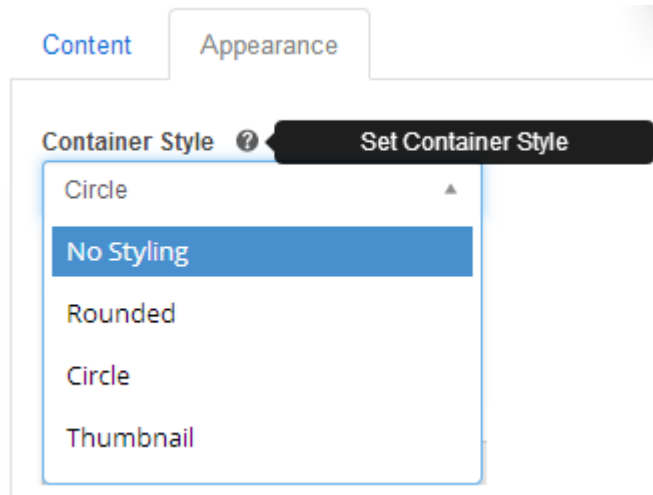 Content Appearance
Container Style Set Container Style
Circle
No Styling
Rounded
Circle
Thumbnail